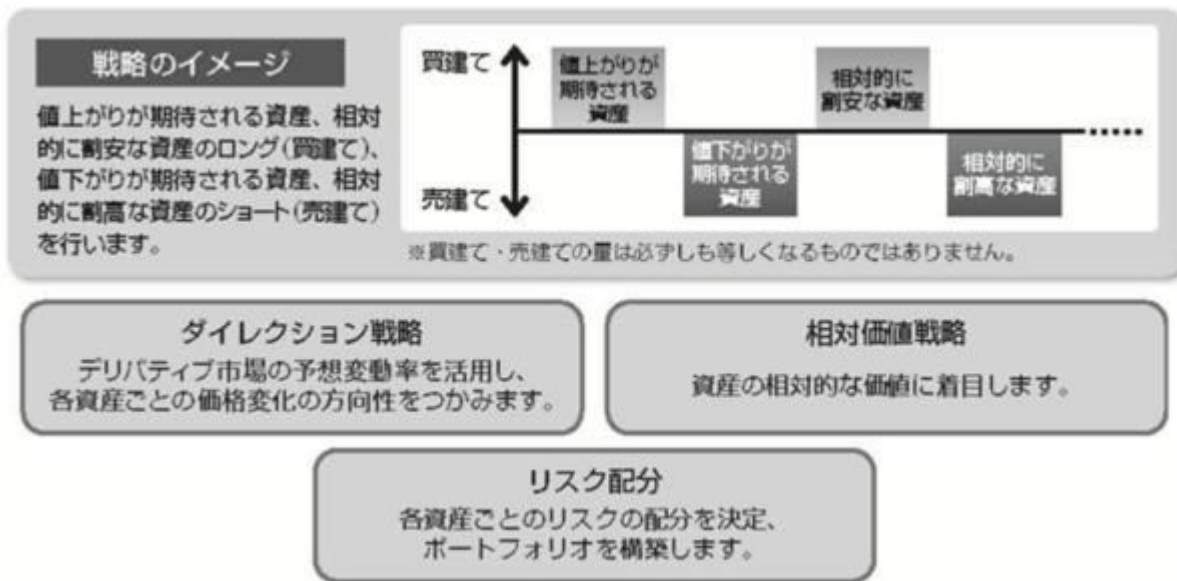 戦略のイメージ
値上がりが期待される資産、相対
的に割安な資産のロング(買建て)、
値下がりが期待される資産、相対
的に割高な資産のショート(売建て)
を行います。
買建て
売建て
値上がりが
期待される
資産
値下がりが
期待される
資産
相対的に
割安な資産
相対的に
割高な資産
※買建て・売建ての量は必ずしも等しくなるものではありません。
ダイレクション戦略
デリバティブ市場の予想変動率を活用し、
各資産ごとの価格変化の方向性をつかみます。
相対価値戦略
資産の相対的な価値に着目します。
リスク配分
各資産ごとのリスクの配分を決定、
ポートフォリオを構築します。